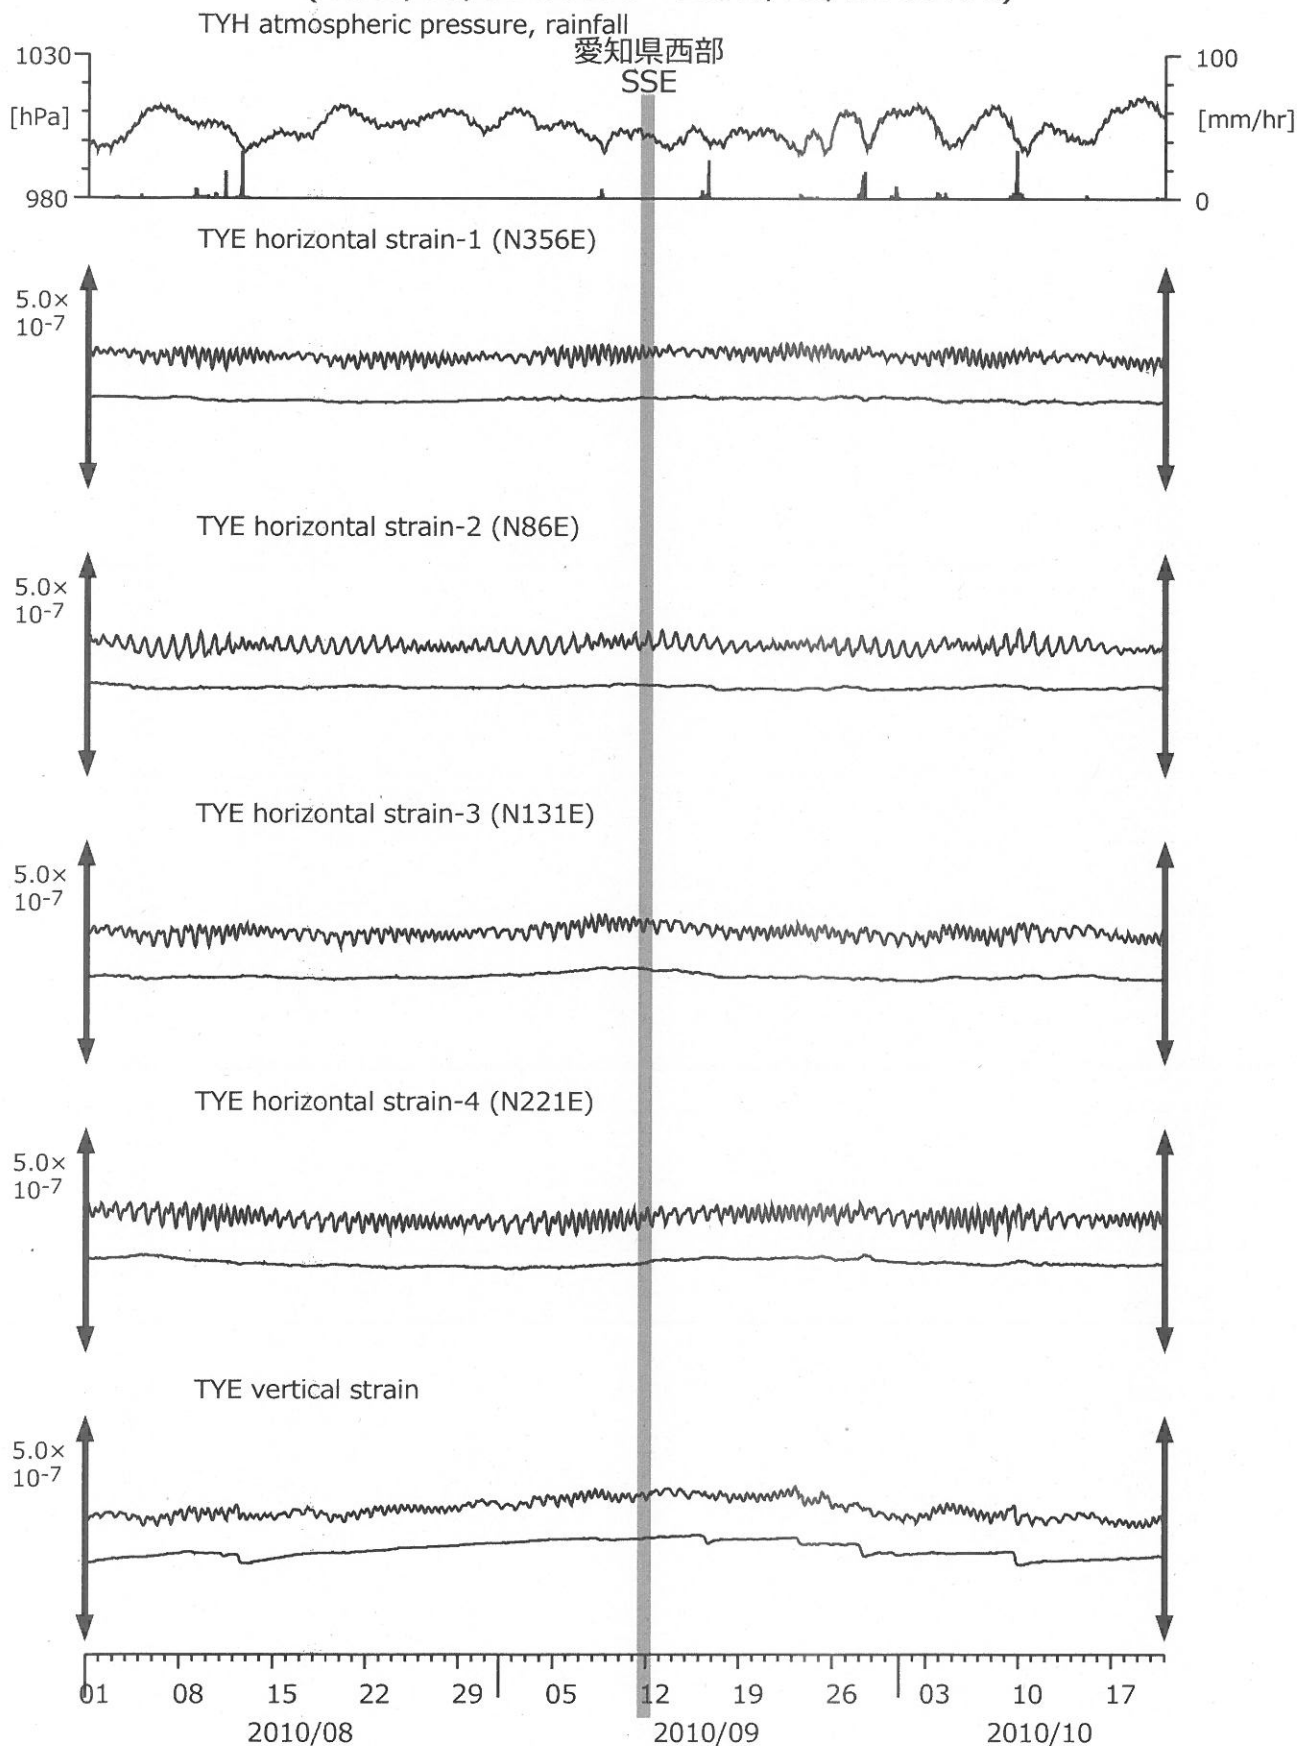 TYH atmospheric pressure, rainfall
愛知県西部
SSE
1030
100
[hPa]
[mm/hr]
980
0
TYE horizontal strain-1 (N356E)
5.0×
10-7
TYE horizontal strain-2 (N86E)
5.0×
10-7
TYE horizontal strain-3 (N131E)
5.0×
10-7
TYE horizontal strain-4 (N221E)
5.0×
10-7
TYE vertical strain
5.0×
10-7
01 08 15 22 29 05 12 19 26 03 10 17
2010/08 2010/09 2010/10